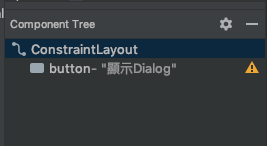 Component Tree
ConstraintLayout
button- "顯示Dialog"